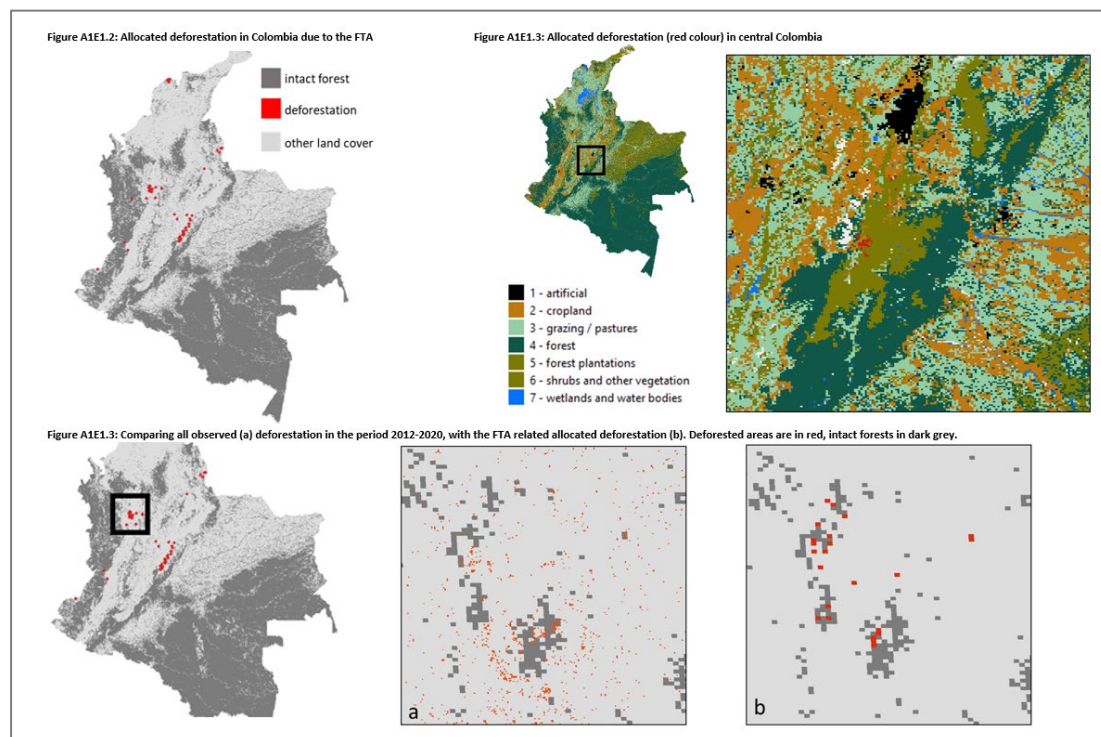 Figure A1E1.2: Allocated deforestation in Colombia due to the FTA
intact forest
deforestation
other land cover
Figure A1E1.3: Allocated deforestation (red colour) in central Colombia
1 - artificial
2 - cropland
3 - grazing / pastures
4 - forest
5 - forest plantations
6 - shrubs and other vegetation
7 - wetlands and water bodies
Figure A1E1.3: Comparing all observed (a) deforestation in the period 2012-2020, with the FTA related allocated deforestation (b). Deforested areas are in red, intact forests in dark grey.
a
b